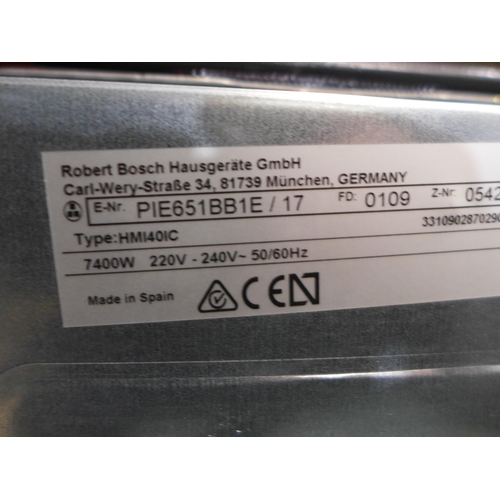 Robert Bosch Hausgeräte GmbH
Carl-Wery-Straße 34, 81739 München, GERMANY
E-Nr. PIE651BB1E / 17 FD: 0109 Z-Nr. 0542
331090287029
Type:HMI40IC
7400W 220V - 240V~ 50/60Hz
Made in Spain CE